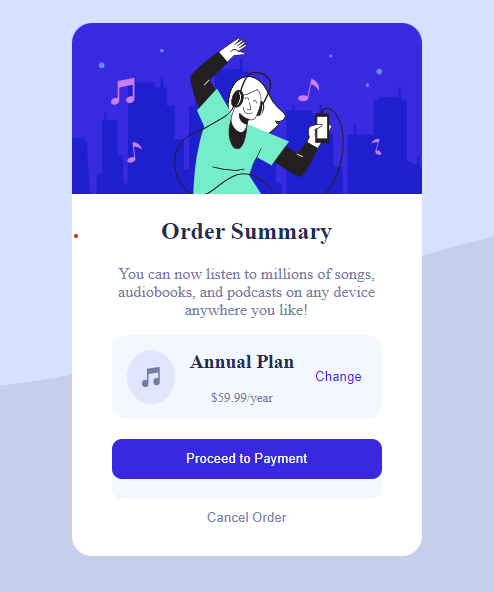 Order Summary
You can now listen to millions of songs,
audiobooks, and podcasts on any device
anywhere you like!
Annual Plan
$59.99/year
Change
Proceed to Payment
Cancel Order